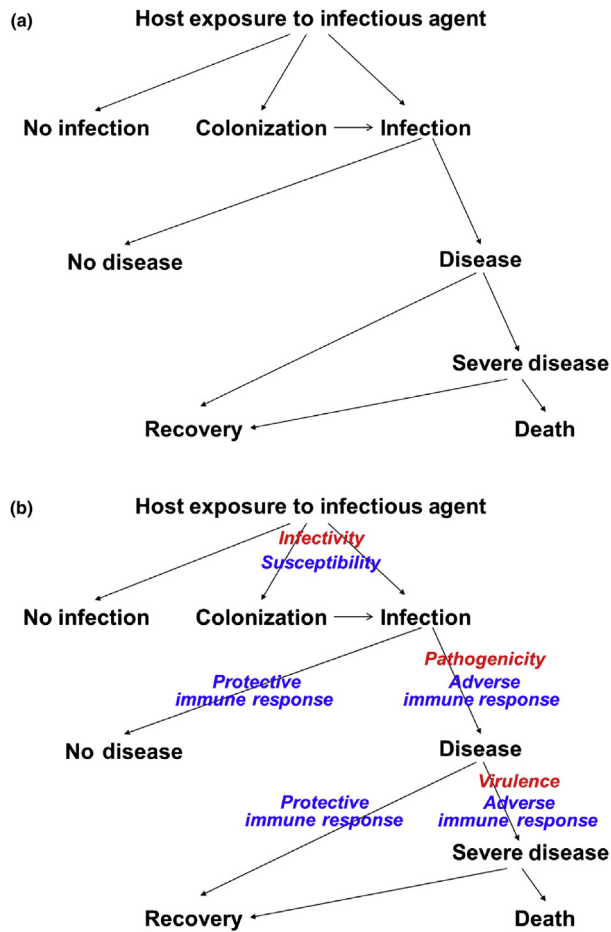 (a)
Host exposure to infectious agent
No infection
Colonization
Infection
No disease
Disease
Severe disease
Recovery
Death
(b)
Host exposure to infectious agent
Infectivity
Susceptibility
No infection
Colonization
Infection
Pathogenicity
Protective
immune response
Adverse
immune response
No disease
Disease
Virulence
Protective
immune response
Adverse
immune response
Severe disease
Recovery
Death